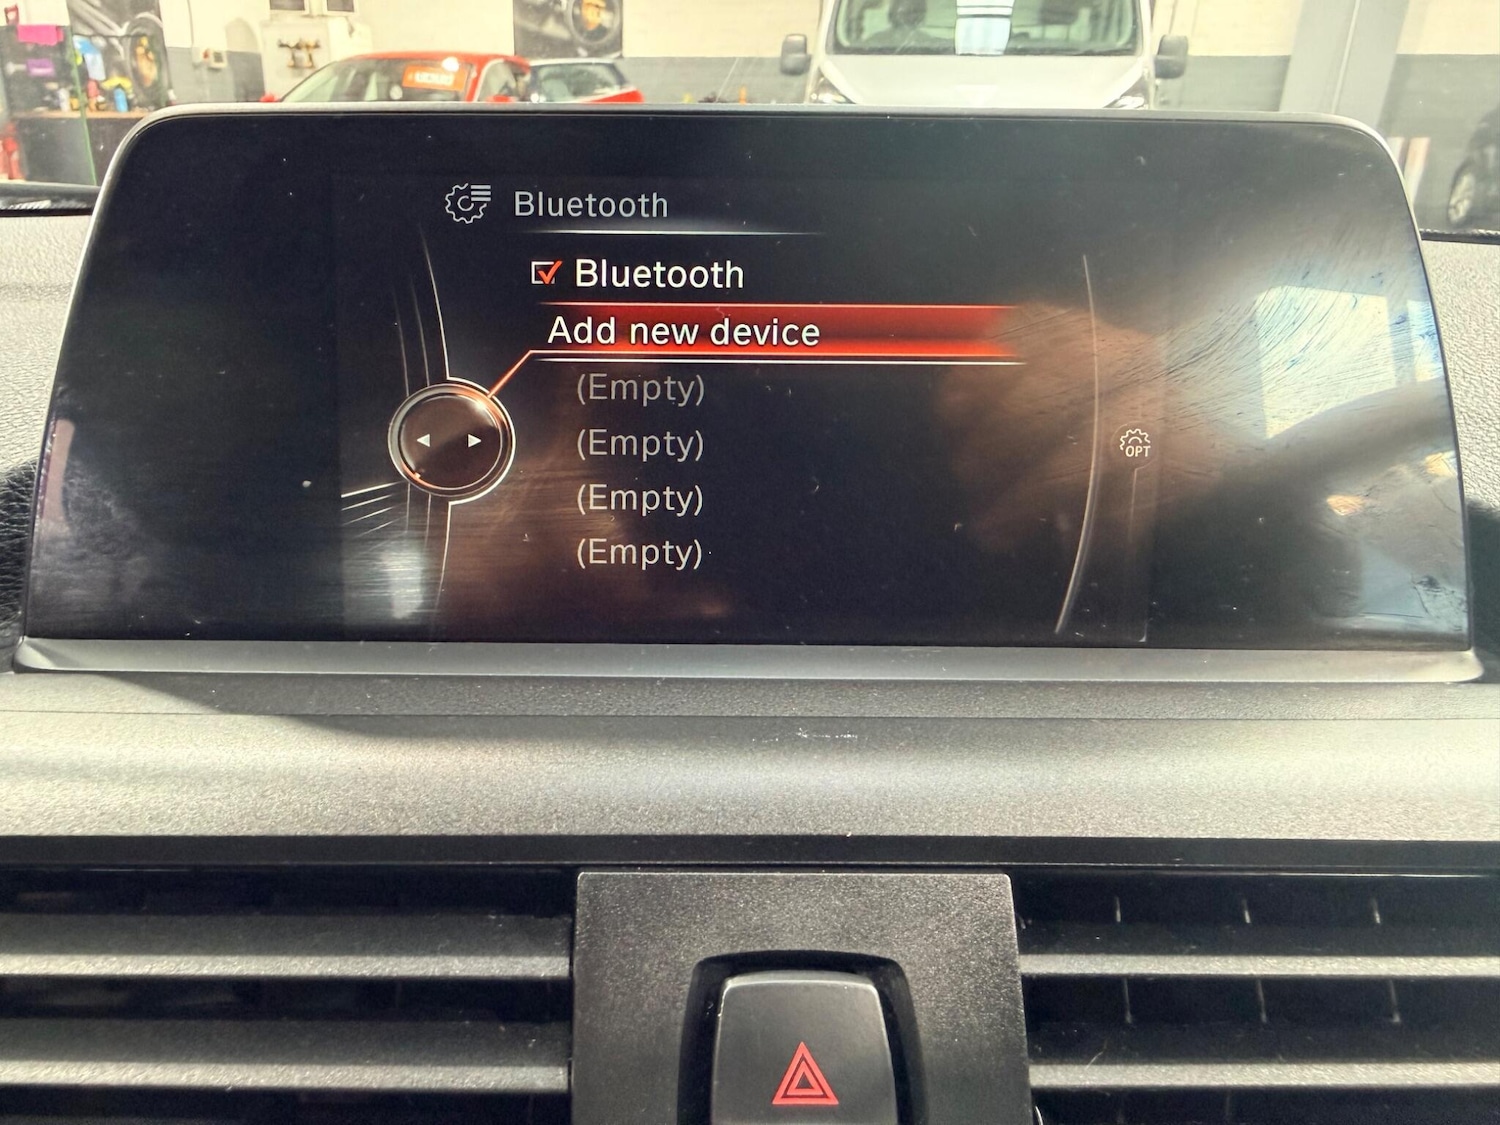 Bluetooth
Bluetooth
Add new device
(Empty)
(Empty)
(Empty)
(Empty)
OPT